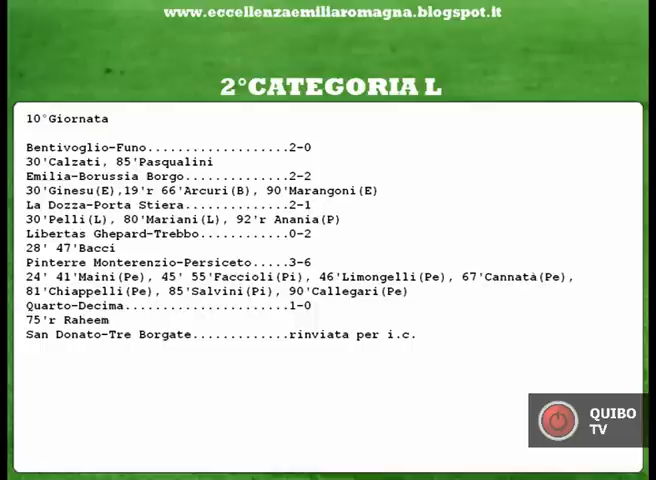 www.eccellenzaemiliaromagna.blogspot.it
2°CATEGORIA L
10°Giornata
Bentivoglio-Funo...................2-0
30'Calzati, 85'Pasqualini
Emilia-Borussia Borgo..............2-2
30'Ginesu(E),19'r 66'Arcuri(B), 90'Marangoni(E)
La Dozza-Porta Stiera..............2-1
30'Pelli(L), 80'Mariani(L), 92'r Anania(P)
Libertas Ghepard-Trebbo............0-2
28' 47'Bacci
Pinterre Monterenzio-Persiceto.....3-6
24' 41'Maini(Pe), 45' 55'Faccioli(Pi), 46'Limongelli(Pe), 67'Cannatà(Pe),
81'Chiappelli(Pe), 85'Salvini(Pi), 90'Callegari(Pe)
Quarto-Decima......................1-0
75'r Raheem
San Donato-Tre Borgate.............rinviata per i.c.
QUIBO
TV